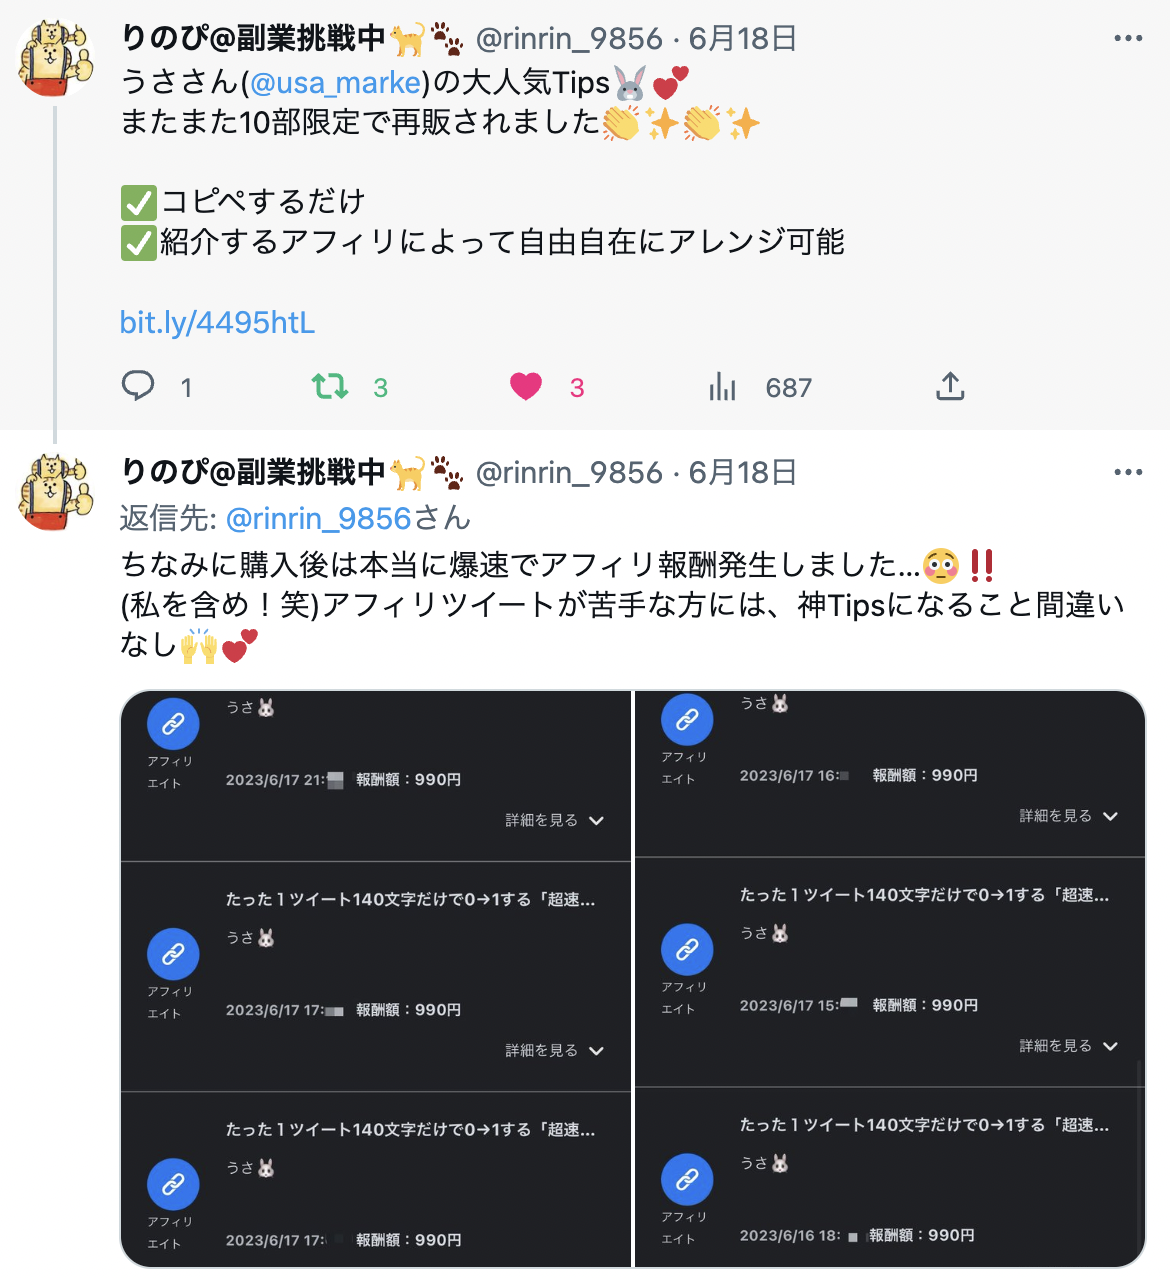 りのぴ@副業挑戦中🐈🐾 @rinrin_9856 · 6月18日
うささん(@usa_marke)の大人気Tips🐰💕
またまた10部限定で再販されました👏✨👏✨
✅コピペするだけ
✅紹介するアフィリによって自由自在にアレンジ可能
bit.ly/4495htL
1 3 3 687
りのぴ@副業挑戦中🐈🐾 @rinrin_9856 · 6月18日
返信先: @rinrin_9856さん
ちなみに購入後は本当に爆速でアフィリ報酬発生しました...😳‼️
(私を含め！笑)アフィリツイートが苦手な方には、神Tipsになること間違い
なし🙌💕
うさ🐰
アフィリ
エイト
2023/6/17 21: 報酬額：990円
詳細を見る
たった１ツイート140文字だけで0→1する「超速...
うさ🐰
アフィリ
エイト
2023/6/17 17: 報酬額：990円
詳細を見る
たった１ツイート140文字だけで0→1する「超速...
うさ🐰
アフィリ
エイト
2023/6/17 17: 報酬額：990円
うさ🐰
アフィリ
エイト
2023/6/17 16: 報酬額：990円
詳細を見る
たった１ツイート140文字だけで0→1する「超速...
うさ🐰
アフィリ
エイト
2023/6/17 15: 報酬額：990円
詳細を見る
たった１ツイート140文字だけで0→1する「超速...
うさ🐰
アフィリ
エイト
2023/6/16 18: 報酬額：990円